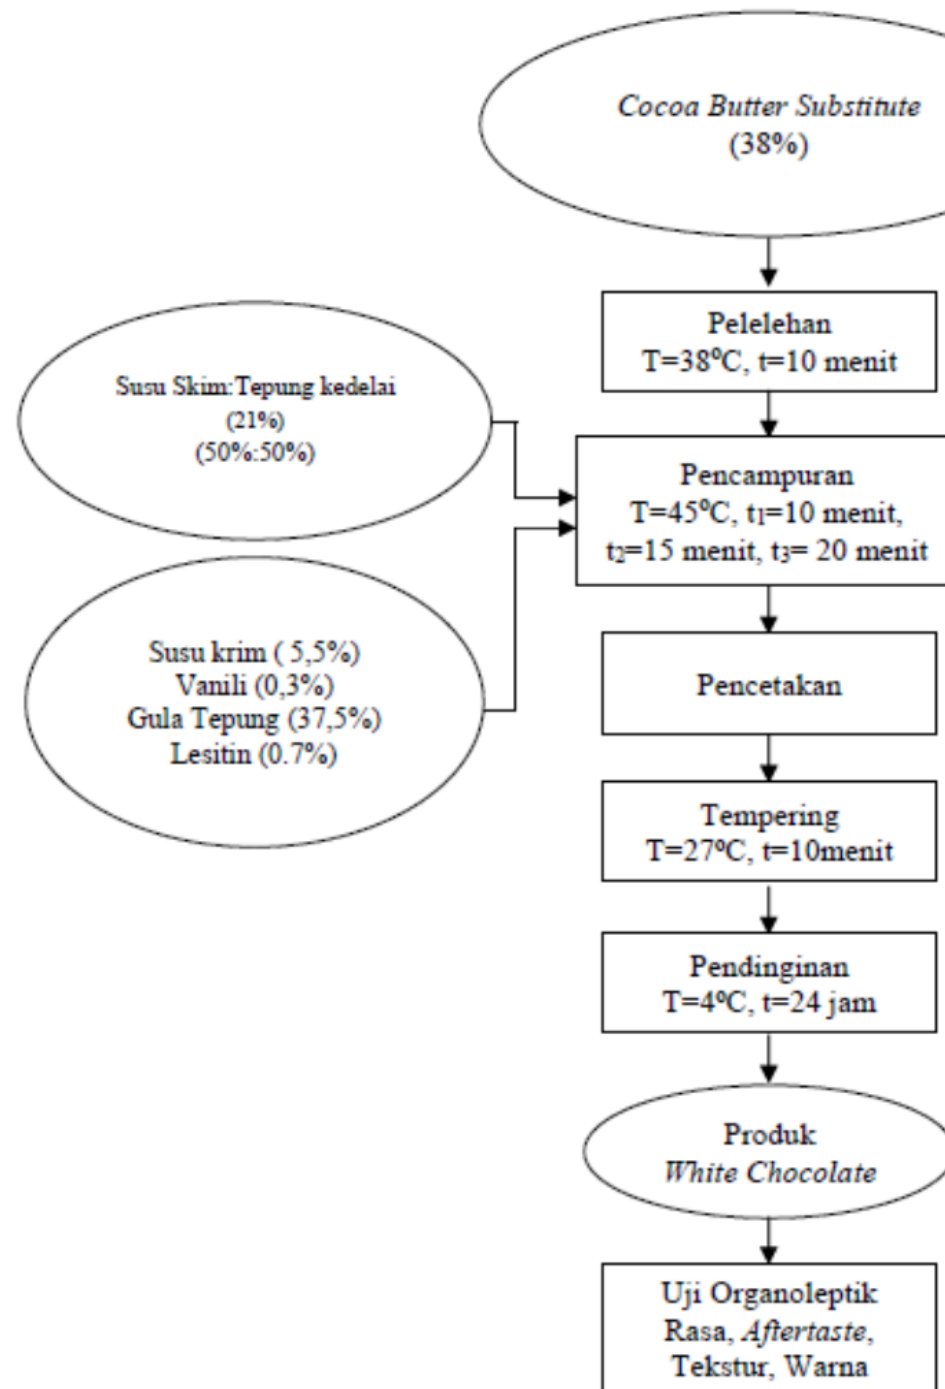 Cocoa Butter Substitute
(38%)
Pelelehan
T=38⁰C, t=10 menit
Susu Skim:Tepung kedelai
(21%)
(50%:50%)
Pencampuran
T=45⁰C, t₁=10 menit,
t₂=15 menit, t₃= 20 menit
Susu krim ( 5,5%)
Vanili (0,3%)
Gula Tepung (37,5%)
Lesitin (0.7%)
Pencetakan
Tempering
T=27⁰C, t=10menit
Pendinginan
T=4⁰C, t=24 jam
Produk
White Chocolate
Uji Organoleptik
Rasa, Aftertaste,
Tekstur, Warna